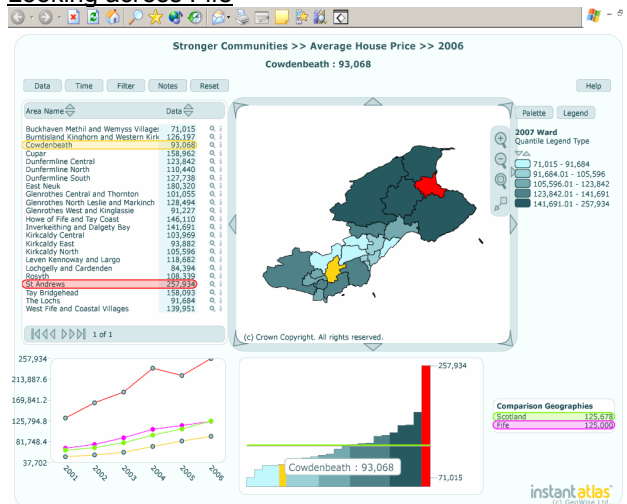 Looking across Fife
Stronger Communities >> Average House Price >> 2006
Cowdenbeath : 93,068
Data Time Filter Notes Reset Help
Area Name Data
Buckhaven Methil and Wemyss Village: 71,015
Burntisland Kinghorn and Western Kirk 126,197
Cowdenbeath 93,068
Cupar 158,962
Dunfermline Central 123,842
Dunfermline North 110,440
Dunfermline South 127,738
East Neuk 180,320
Glenrothes Central and Thornton 101,055
Glenrothes North Leslie and Markinch 128,494
Glenrothes West and Kinglassie 91,227
Howe of Fife and Tay Coast 146,110
Inverkeithing and Dalgety Bay 141,691
Kirkcaldy Central 103,969
Kirkcaldy East 93,882
Kirkcaldy North 105,596
Leven Kennoway and Largo 118,682
Lochgelly and Cardenden 84,394
Rosyth 108,339
St Andrews 257,934
Tay Bridgehead 158,093
The Lochs 91,684
West Fife and Coastal Villages 139,951
1 of 1
(c) Crown Copyright. All rights reserved.
Palette Legend
2007 Ward
Quantile Legend Type
71,015 - 91,684
91,684.01 - 105,596
105,596.01 - 123,842
123,842.01 - 141,691
141,691.01 - 257,934
257,934
213,887.6
169,841.2
125,794.8
81,748.4
37,702
2001 2002 2003 2004 2005 2006
257,934
Cowdenbeath : 93,068
71,015
Comparison Geographies
Scotland 125,678
Fife 125,000
instantatlas
(c) GeoWise Ltd